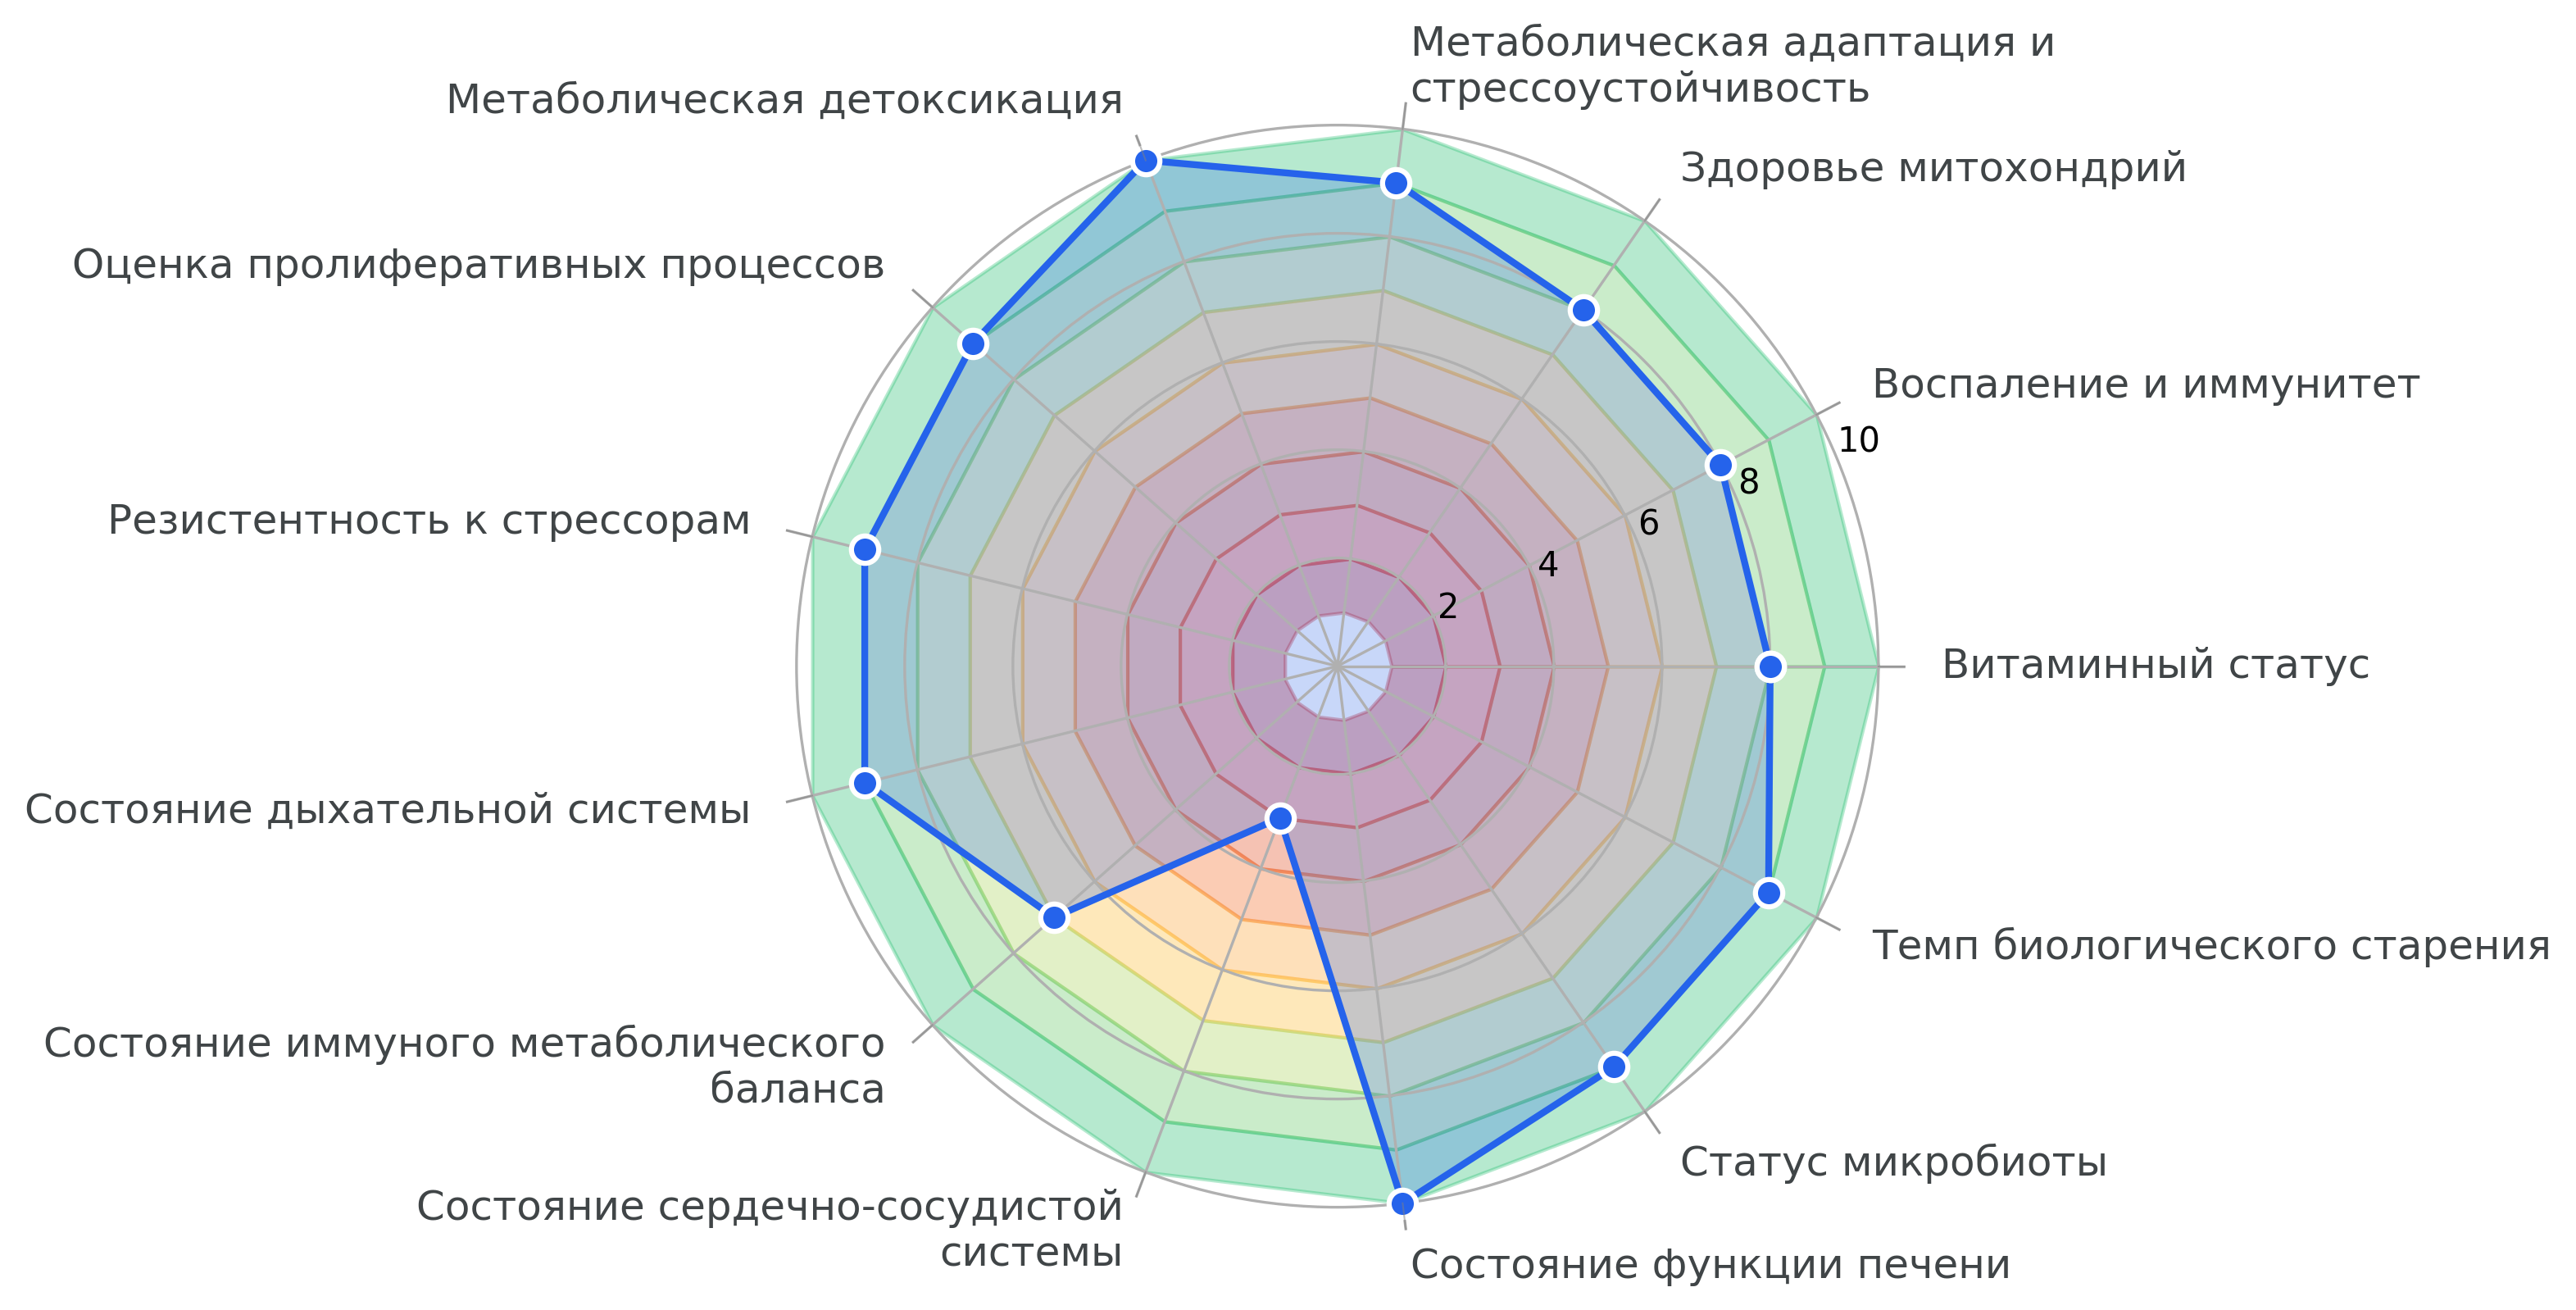 Метаболическая адаптация и
стрессоустойчивость
Метаболическая детоксикация
Здоровье митохондрий
Оценка пролиферативных процессов
Воспаление и иммунитет
10
8
6
4
2
Резистентность к стрессорам
Витаминный статус
Состояние дыхательной системы
Темп биологического старения
Состояние иммуного метаболического
баланса
Статус микробиоты
Состояние сердечно-сосудистой
системы
Состояние функции печени